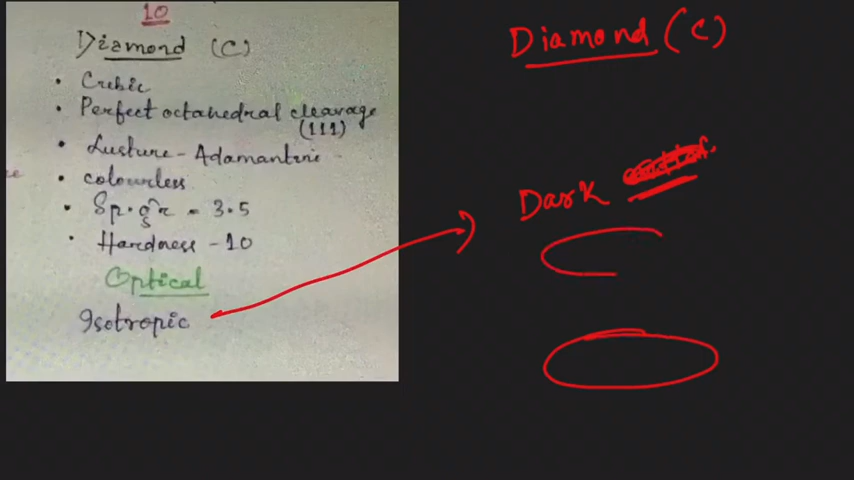 10
Diamond (C)
• Cubic
• Perfect octahedral cleavage
(111)
• Lusture - Adamantine
• colourless
• Sp. gr = 3.5
• Hardness - 10
Optical
Isotropic
Diamond (C)
Dark